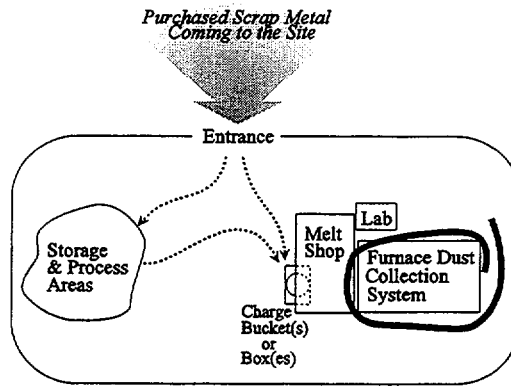 Purchased Scrap Metal
Coming to the Site
Entrance
Storage
& Process
Areas
Melt
Shop
Lab
Furnace Dust
Collection
System
Charge
Bucket(s)
or
Box(es)